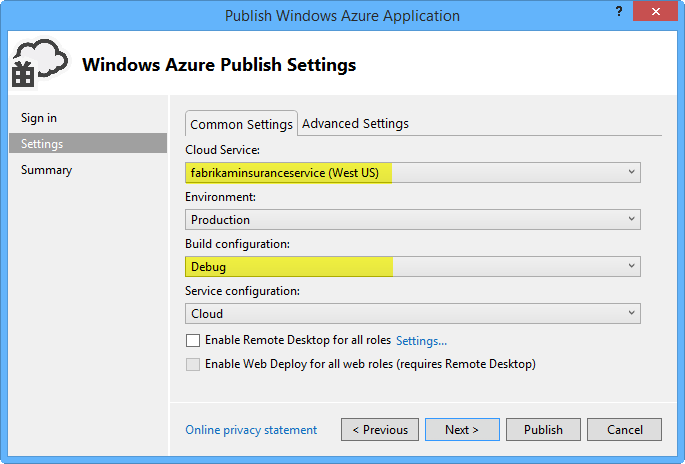 Publish Windows Azure Application
?
Windows Azure Publish Settings
Sign in
Settings
Summary
Common Settings
Advanced Settings
Cloud Service:
fabrikaminsuranceservice (West US)
Environment:
Production
Build configuration:
Debug
Service configuration:
Cloud
Enable Remote Desktop for all roles Settings...
Enable Web Deploy for all web roles (requires Remote Desktop)
Online privacy statement
< Previous
Next >
Publish
Cancel